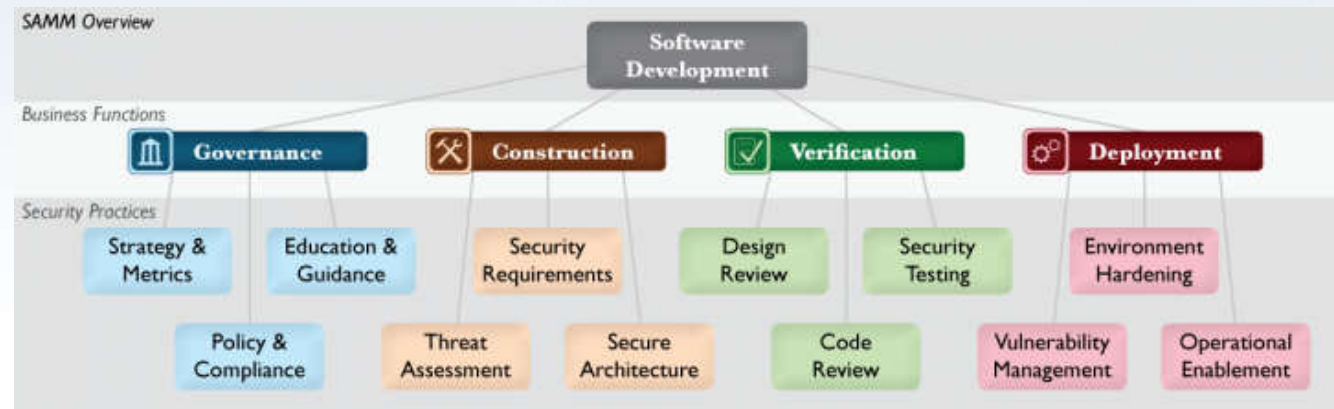 SAMM Overview
Software
Development
Business Functions
Governance
Construction
Verification
Deployment
Security Practices
Strategy &
Metrics
Education &
Guidance
Security
Requirements
Design
Review
Security
Testing
Environment
Hardening
Policy &
Compliance
Threat
Assessment
Secure
Architecture
Code
Review
Vulnerability
Management
Operational
Enablement